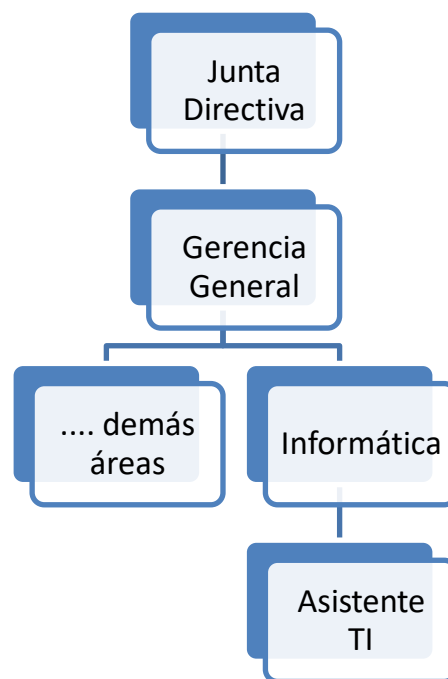 Junta
Directiva
Gerencia
General
.... demás
áreas
Informática
Asistente
TI